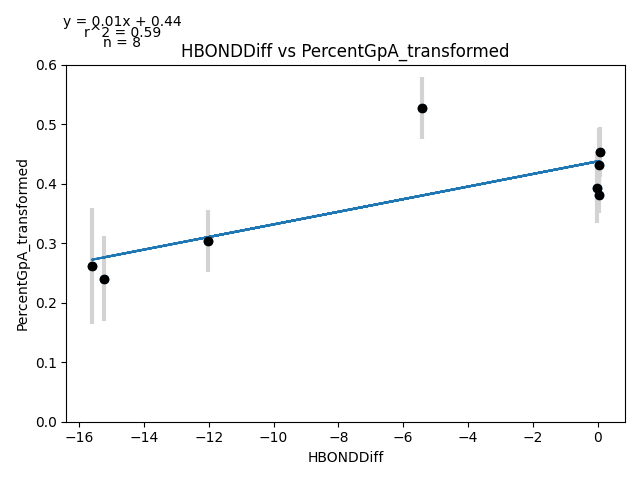 y = 0.01x + 0.44
r^2 = 0.59
n = 8
HBONDDiff vs PercentGpA_transformed
0.6
0.5
0.4
0.3
0.2
0.1
0.0
PercentGpA_transformed
−16 −14 −12 −10 −8 −6 −4 −2 0
HBONDDiff